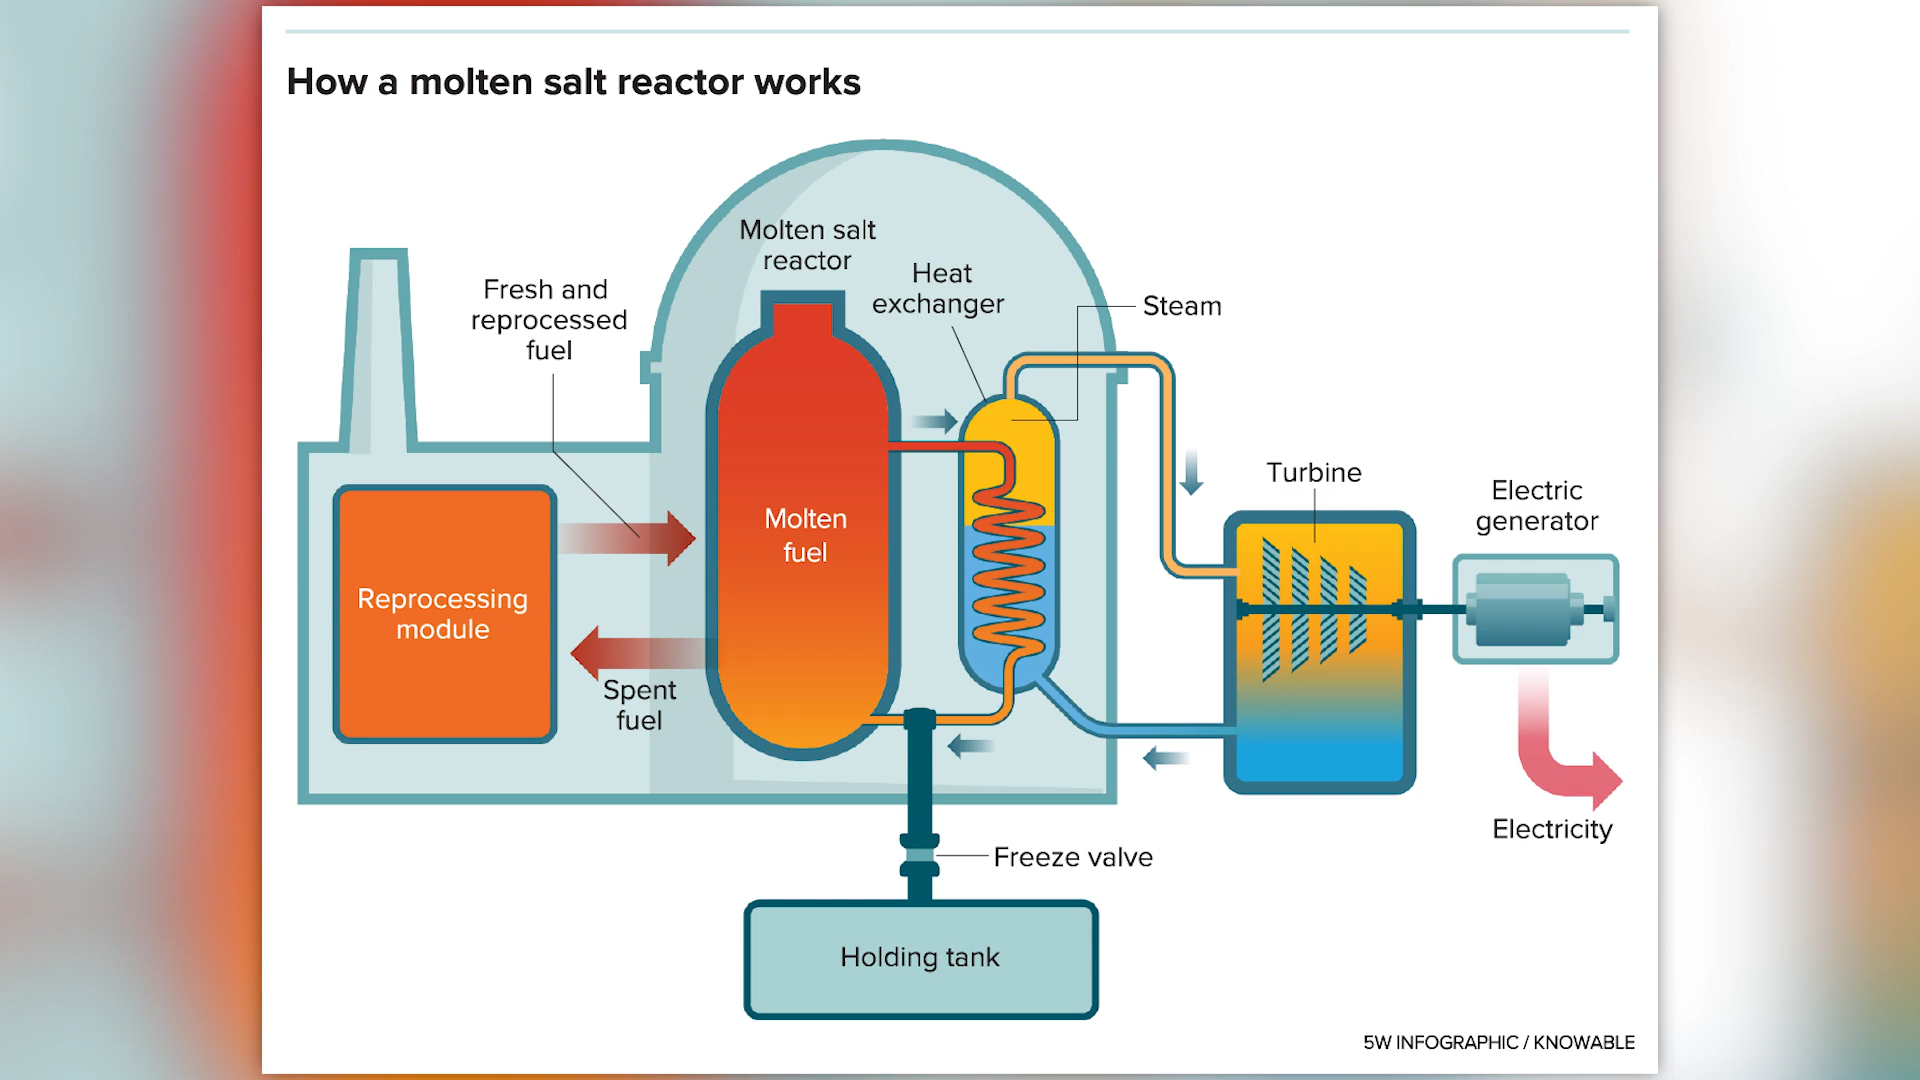 How a molten salt reactor works
Molten salt
reactor
Heat
exchanger
Steam
Fresh and
reprocessed
fuel
Turbine
Electric
generator
Molten
fuel
Reprocessing
module
Spent
fuel
Electricity
Freeze valve
Holding tank
5W INFOGRAPHIC / KNOWABLE